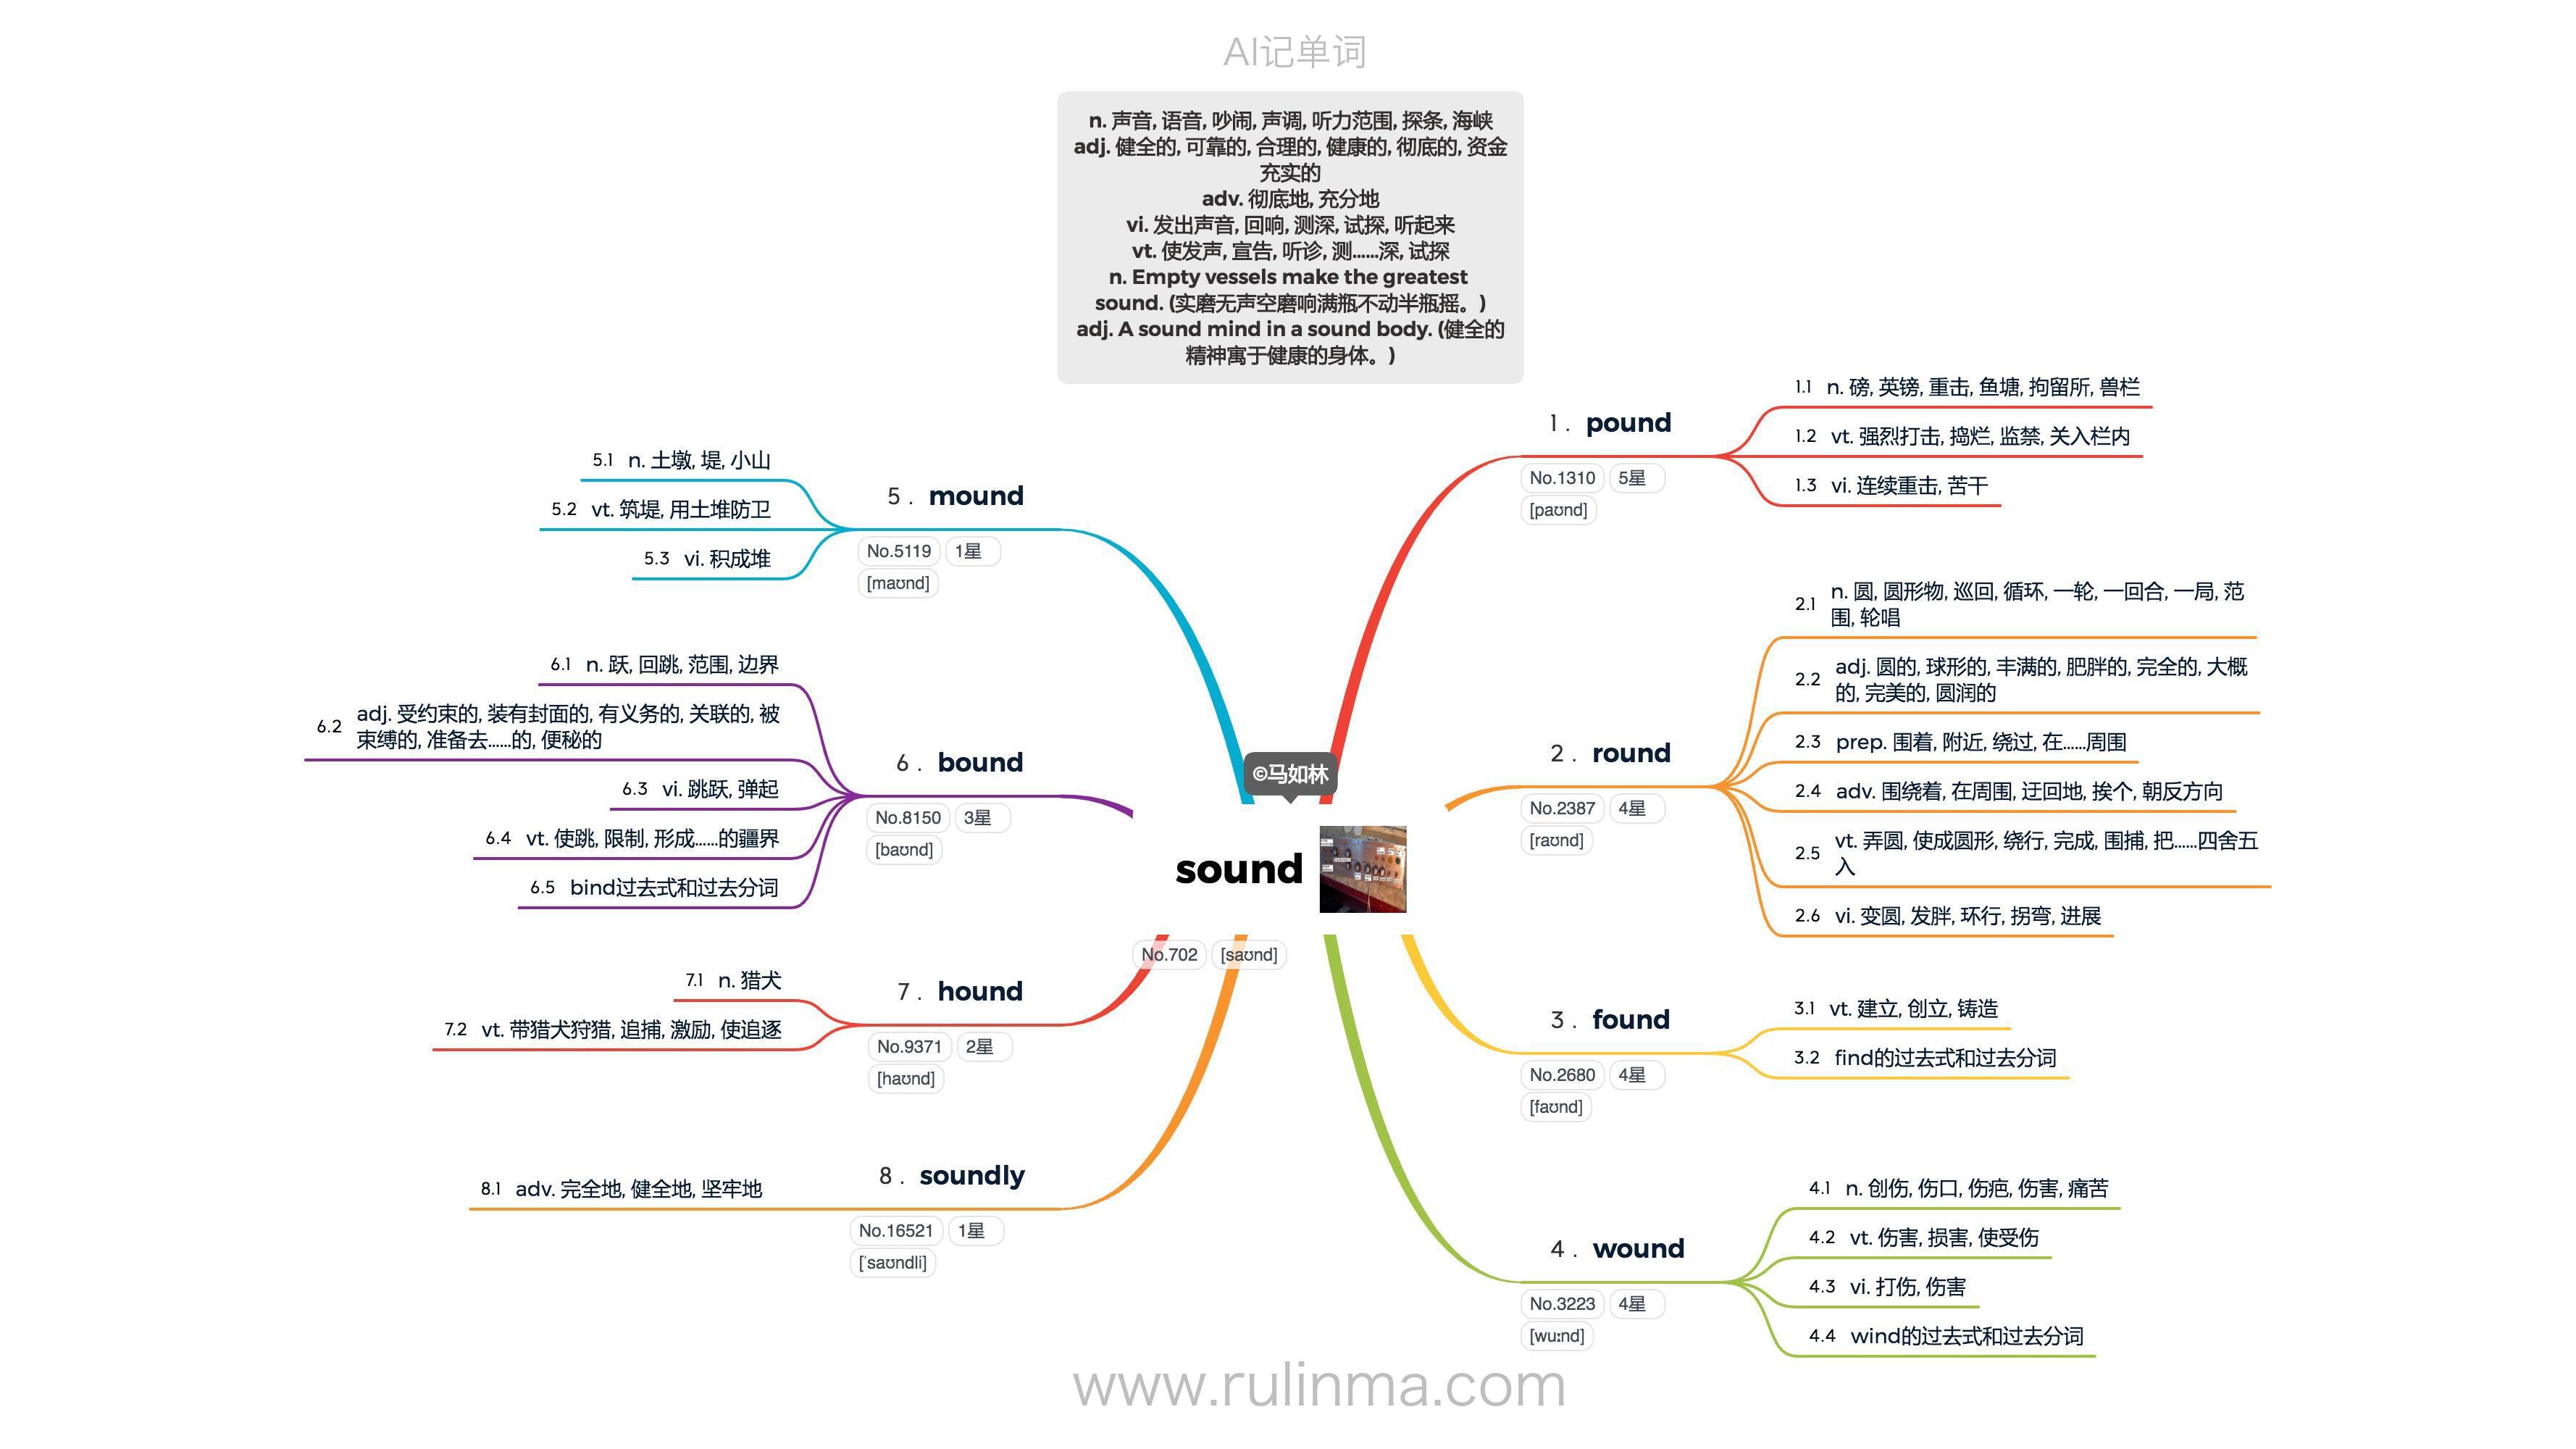 AI记单词
n. 声音, 语音, 吵闹, 声调, 听力范围, 探条, 海峡
adj. 健全的, 可靠的, 合理的, 健康的, 彻底的, 资金
充实的
adv. 彻底地, 充分地
vi. 发出声音, 回响, 测深, 试探, 听起来
vt. 使发声, 宣告, 听诊, 测……深, 试探
n. Empty vessels make the greatest
sound. (实磨无声空磨响满瓶不动半瓶摇。)
adj. A sound mind in a sound body. (健全的
精神寓于健康的身体。)
©马如林
sound
No.702 [saʊnd]
1. pound
No.1310 5星
[paʊnd]
1.1 n. 磅, 英镑, 重击, 鱼塘, 拘留所, 兽栏
1.2 vt. 强烈打击, 捣烂, 监禁, 关入栏内
1.3 vi. 连续重击, 苦干
2. round
No.2387 4星
[raʊnd]
2.1 n. 圆, 圆形物, 巡回, 循环, 一轮, 一回合, 一局, 范
围, 轮唱
2.2 adj. 圆的, 球形的, 丰满的, 肥胖的, 完全的, 大概
的, 完美的, 圆润的
2.3 prep. 围着, 附近, 绕过, 在……周围
2.4 adv. 围绕着, 在周围, 迂回地, 挨个, 朝反方向
2.5 vt. 弄圆, 使成圆形, 绕行, 完成, 围捕, 把……四舍五
入
2.6 vi. 变圆, 发胖, 环行, 拐弯, 进展
3. found
No.2680 4星
[faʊnd]
3.1 vt. 建立, 创立, 铸造
3.2 find的过去式和过去分词
4. wound
No.3223 4星
[wuːnd]
4.1 n. 创伤, 伤口, 伤疤, 伤害, 痛苦
4.2 vt. 伤害, 损害, 使受伤
4.3 vi. 打伤, 伤害
4.4 wind的过去式和过去分词
5. mound
No.5119 1星
[maʊnd]
5.1 n. 土墩, 堤, 小山
5.2 vt. 筑堤, 用土堆防卫
5.3 vi. 积成堆
6. bound
No.8150 3星
[baʊnd]
6.1 n. 跃, 回跳, 范围, 边界
6.2 adj. 受约束的, 装有封面的, 有义务的, 关联的, 被
束缚的, 准备去……的, 便秘的
6.3 vi. 跳跃, 弹起
6.4 vt. 使跳, 限制, 形成……的疆界
6.5 bind过去式和过去分词
7. hound
No.9371 2星
[haʊnd]
7.1 n. 猎犬
7.2 vt. 带猎犬狩猎, 追捕, 激励, 使追逐
8. soundly
No.16521 1星
[ˈsaʊndli]
8.1 adv. 完全地, 健全地, 坚牢地
www.rulinma.com